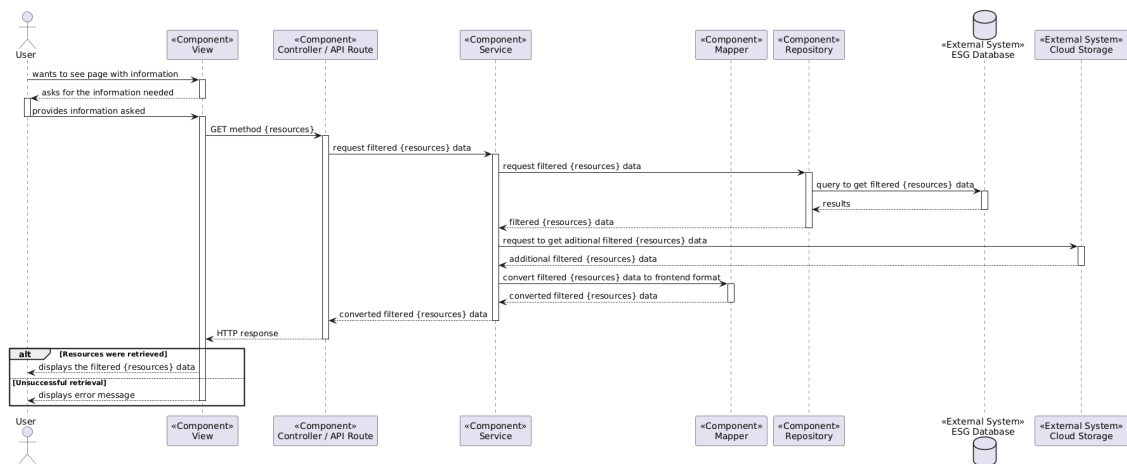 «Component»
View
«Component»
Controller / API Route
«Component»
Service
«Component»
Mapper
«Component»
Repository
«External System»
ESG Database
«External System»
Cloud Storage
User
wants to see page with information
asks for the information needed
provides information asked
GET method {resources}
request filtered {resources} data
request filtered {resources} data
query to get filtered {resources} data
results
filtered {resources} data
request to get aditional filtered {resources} data
additional filtered {resources} data
convert filtered {resources} data to frontend format
converted filtered {resources} data
converted filtered {resources} data
HTTP response
alt [Resources were retrieved]
displays the filtered {resources} data
[Unsuccessful retrieval]
displays error message
User
«Component»
View
«Component»
Controller / API Route
«Component»
Service
«Component»
Mapper
«Component»
Repository
«External System»
ESG Database
«External System»
Cloud Storage